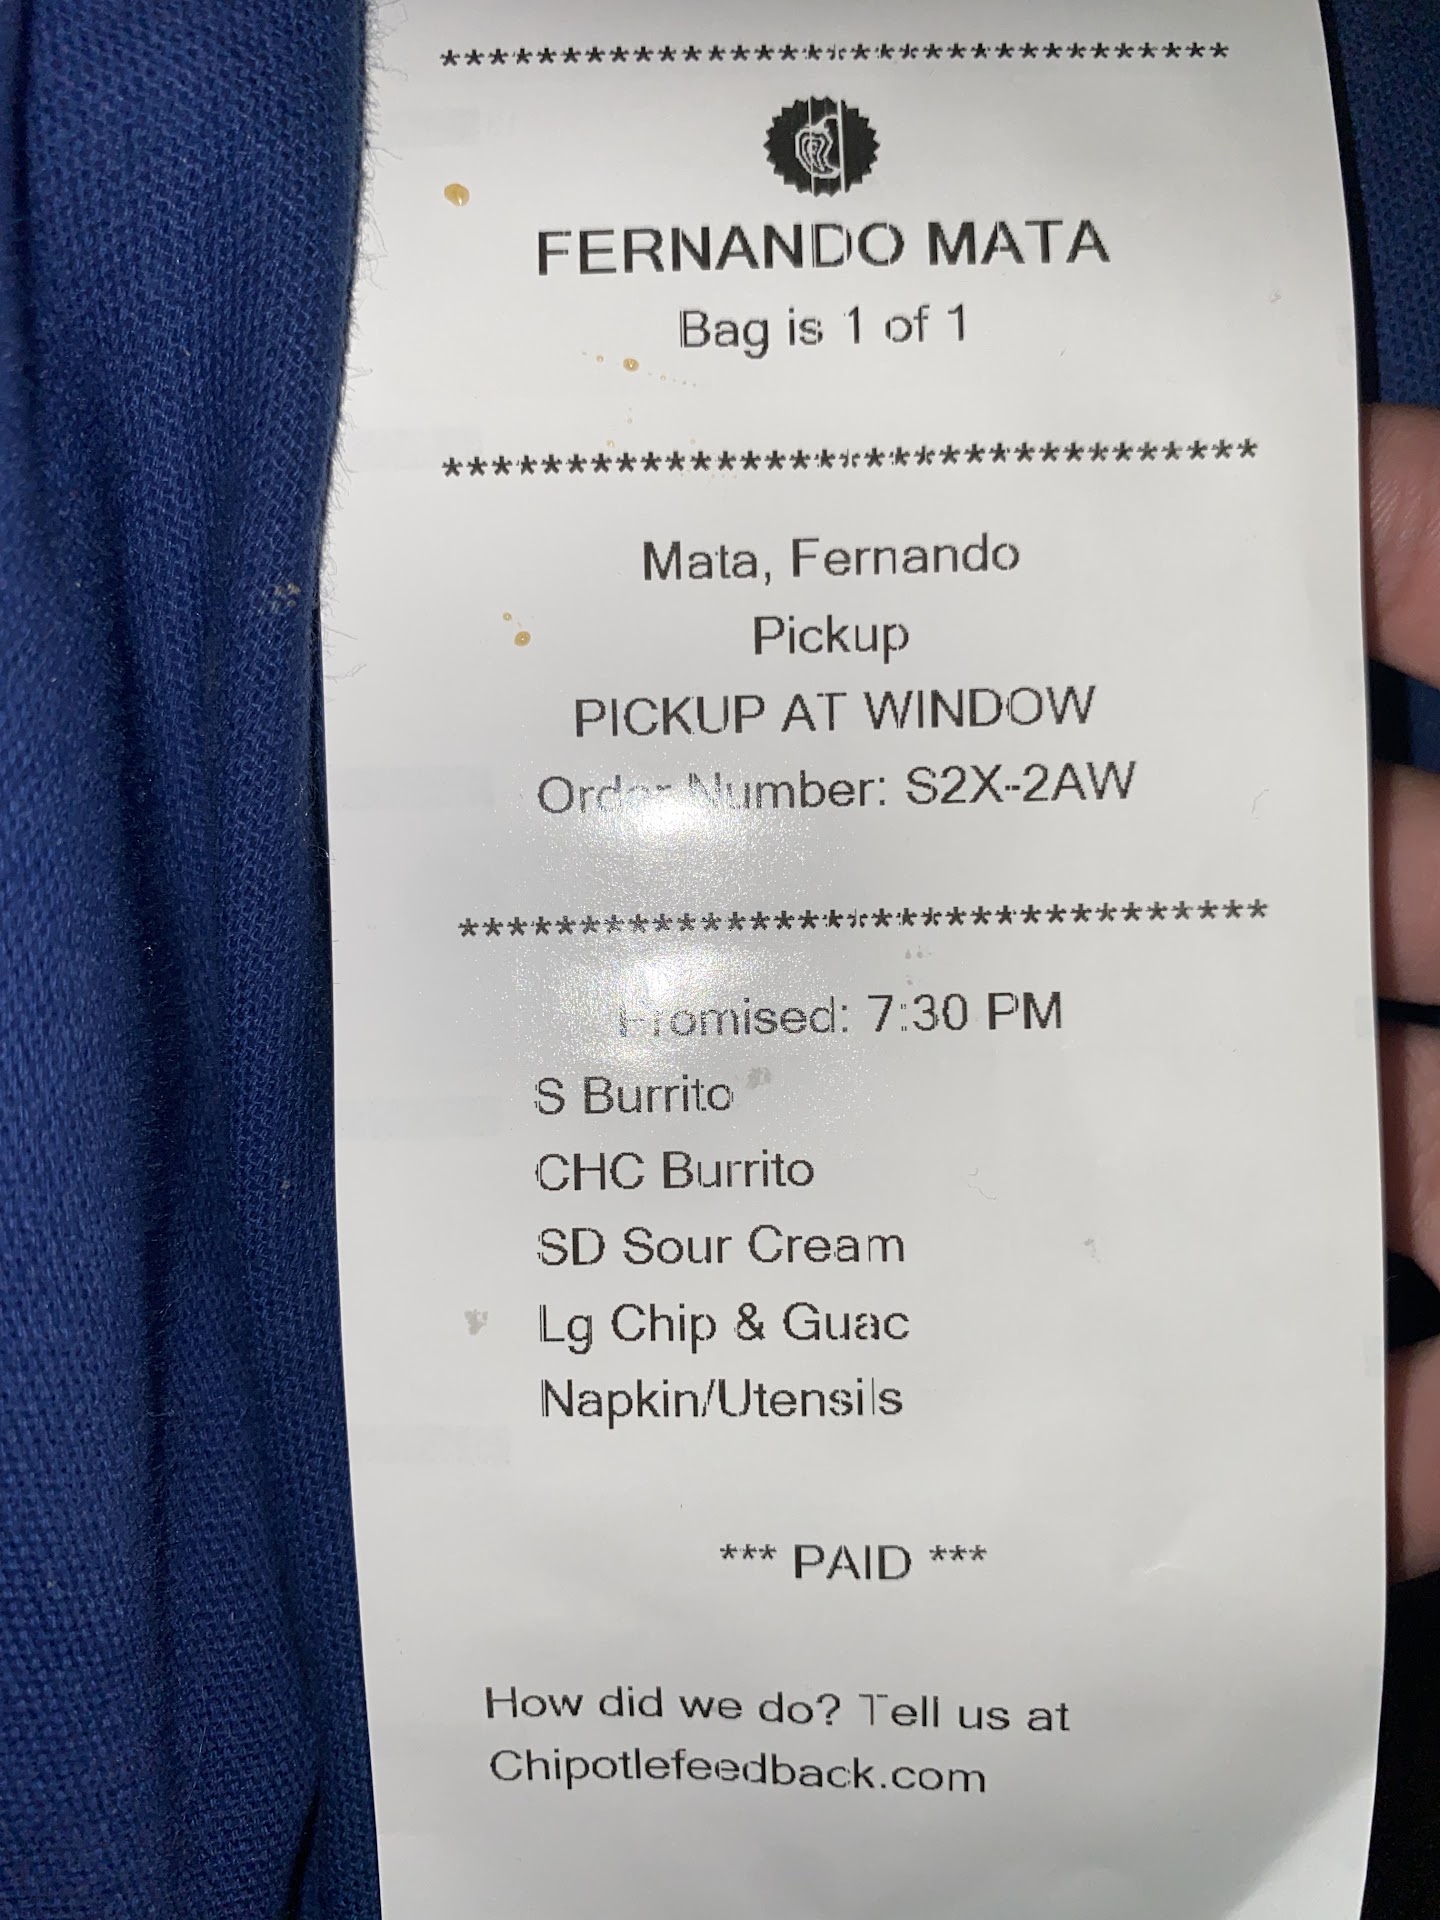 *********************************
FERNANDO MATA
Bag is 1 of 1
*********************************
Mata, Fernando
Pickup
PICKUP AT WINDOW
Order Number: S2X-2AW
*********************************
Promised: 7:30 PM
S Burrito
CHC Burrito
SD Sour Cream
Lg Chip & Guac
Napkin/Utensils
*** PAID ***
How did we do? Tell us at
Chipotlefeedback.com